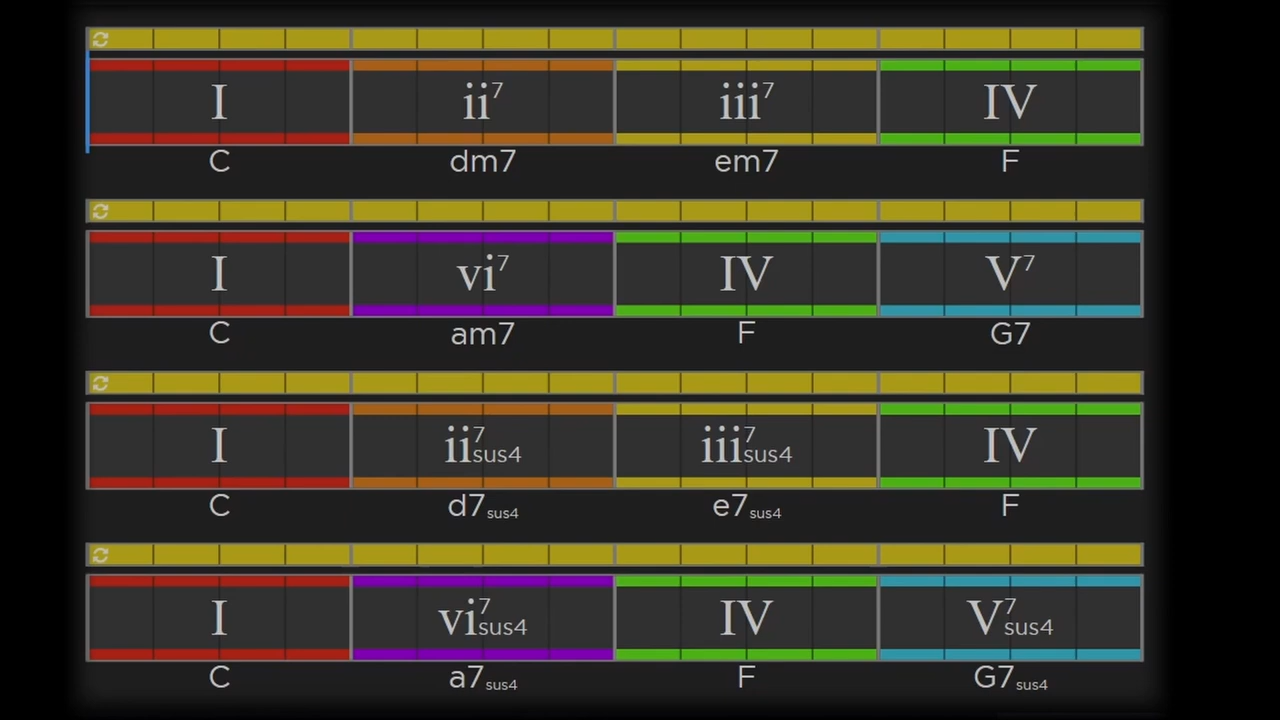 I ii7 iii7 IV
C dm7 em7 F
I vi7 IV V7
C am7 F G7
I ii7sus4 iii7sus4 IV
C d7sus4 e7sus4 F
I vi7sus4 IV V7sus4
C a7sus4 F G7sus4